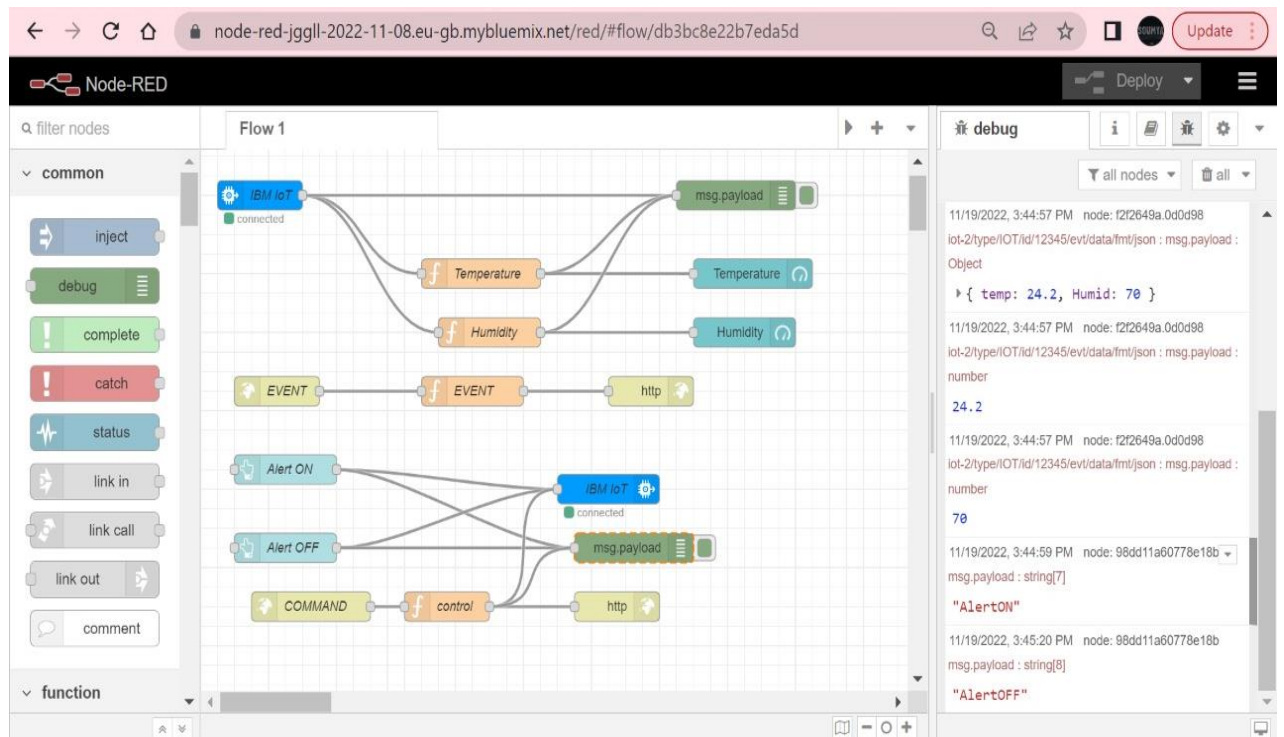 node-red-jggll-2022-11-08.eu-gb.mybluemix.net/red/#flow/db3bc8e22b7eda5d
SOUMYA
Update
Node-RED
Deploy
filter nodes
common
inject
debug
complete
catch
status
link in
link call
link out
comment
function
Flow 1
IBM IoT
connected
msg.payload
Temperature
Temperature
Humidity
Humidity
EVENT
EVENT
http
Alert ON
IBM IoT
connected
Alert OFF
msg.payload
COMMAND
control
http
debug
all nodes
all
11/19/2022, 3:44:57 PM node: f2f2649a.0d0d98
iot-2/type/IOT/id/12345/evt/data/fmt/json : msg.payload :
Object
{ temp: 24.2, Humid: 70 }
11/19/2022, 3:44:57 PM node: f2f2649a.0d0d98
iot-2/type/IOT/id/12345/evt/data/fmt/json : msg.payload :
number
24.2
11/19/2022, 3:44:57 PM node: f2f2649a.0d0d98
iot-2/type/IOT/id/12345/evt/data/fmt/json : msg.payload :
number
70
11/19/2022, 3:44:59 PM node: 98dd11a60778e18b
msg.payload : string[7]
"AlertON"
11/19/2022, 3:45:20 PM node: 98dd11a60778e18b
msg.payload : string[8]
"AlertOFF"